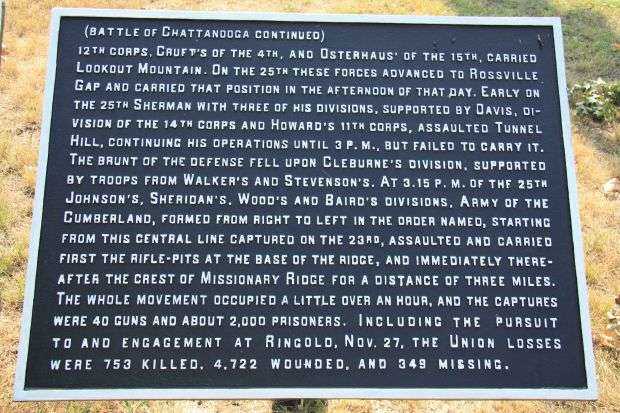 (BATTLE OF CHATTANOOGA CONTINUED)
12TH CORPS, CRUFT'S OF THE 4TH, AND OSTERHAUS' OF THE 15TH, CARRIED
LOOKOUT MOUNTAIN. ON THE 25TH THESE FORCES ADVANCED TO ROSSVILLE
GAP AND CARRIED THAT POSITION IN THE AFTERNOON OF THAT DAY. EARLY ON
THE 25TH SHERMAN WITH THREE OF HIS DIVISIONS, SUPPORTED BY DAVIS, DI-
VISION OF THE 14TH CORPS AND HOWARD'S 11TH CORPS, ASSAULTED TUNNEL
HILL, CONTINUING HIS OPERATIONS UNTIL 3 P.M., BUT FAILED TO CARRY IT.
THE BRUNT OF THE DEFENSE FELL UPON CLEBURNE'S DIVISION, SUPPORTED
BY TROOPS FROM WALKER'S AND STEVENSON'S. AT 3.15 P. M. OF THE 25TH
JOHNSON'S, SHERIDAN'S, WOOD'S AND BAIRD'S DIVISIONS, ARMY OF THE
CUMBERLAND, FORMED FROM RIGHT TO LEFT IN THE ORDER NAMED, STARTING
FROM THIS CENTRAL LINE CAPTURED ON THE 23RD, ASSAULTED AND CARRIED
FIRST THE RIFLE-PITS AT THE BASE OF THE RIDGE, AND IMMEDIATELY THERE-
AFTER THE CREST OF MISSIONARY RIDGE FOR A DISTANCE OF THREE MILES.
THE WHOLE MOVEMENT OCCUPIED A LITTLE OVER AN HOUR, AND THE CAPTURES
WERE 40 GUNS AND ABOUT 2,000 PRISONERS. INCLUDING THE PURSUIT
TO AND ENGAGEMENT AT RINGOLD, NOV. 27, THE UNION LOSSES
WERE 753 KILLED, 4,722 WOUNDED, AND 349 MISSING.